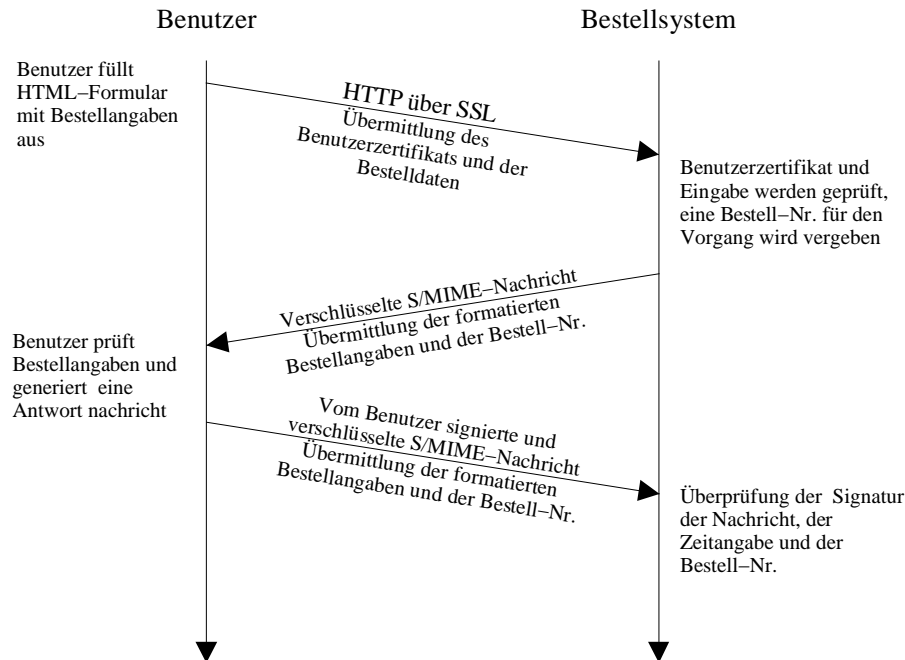 Benutzer
Bestellsystem
Benutzer füllt
HTML–Formular
mit Bestellangaben
aus
HTTP über SSL
Übermittlung des
Benutzerzertifikats und der
Bestelldaten
Benutzerzertifikat und
Eingabe werden geprüft,
eine Bestell–Nr. für den
Vorgang wird vergeben
Verschlüsselte S/MIME–Nachricht
Übermittlung der formatierten
Bestellangaben und der Bestell–Nr.
Benutzer prüft
Bestellangaben und
generiert eine
Antwort nachricht
Vom Benutzer signierte und
verschlüsselte S/MIME–Nachricht
Übermittlung der formatierten
Bestellangaben und der Bestell–Nr.
Überprüfung der Signatur
der Nachricht, der
Zeitangabe und der
Bestell–Nr.